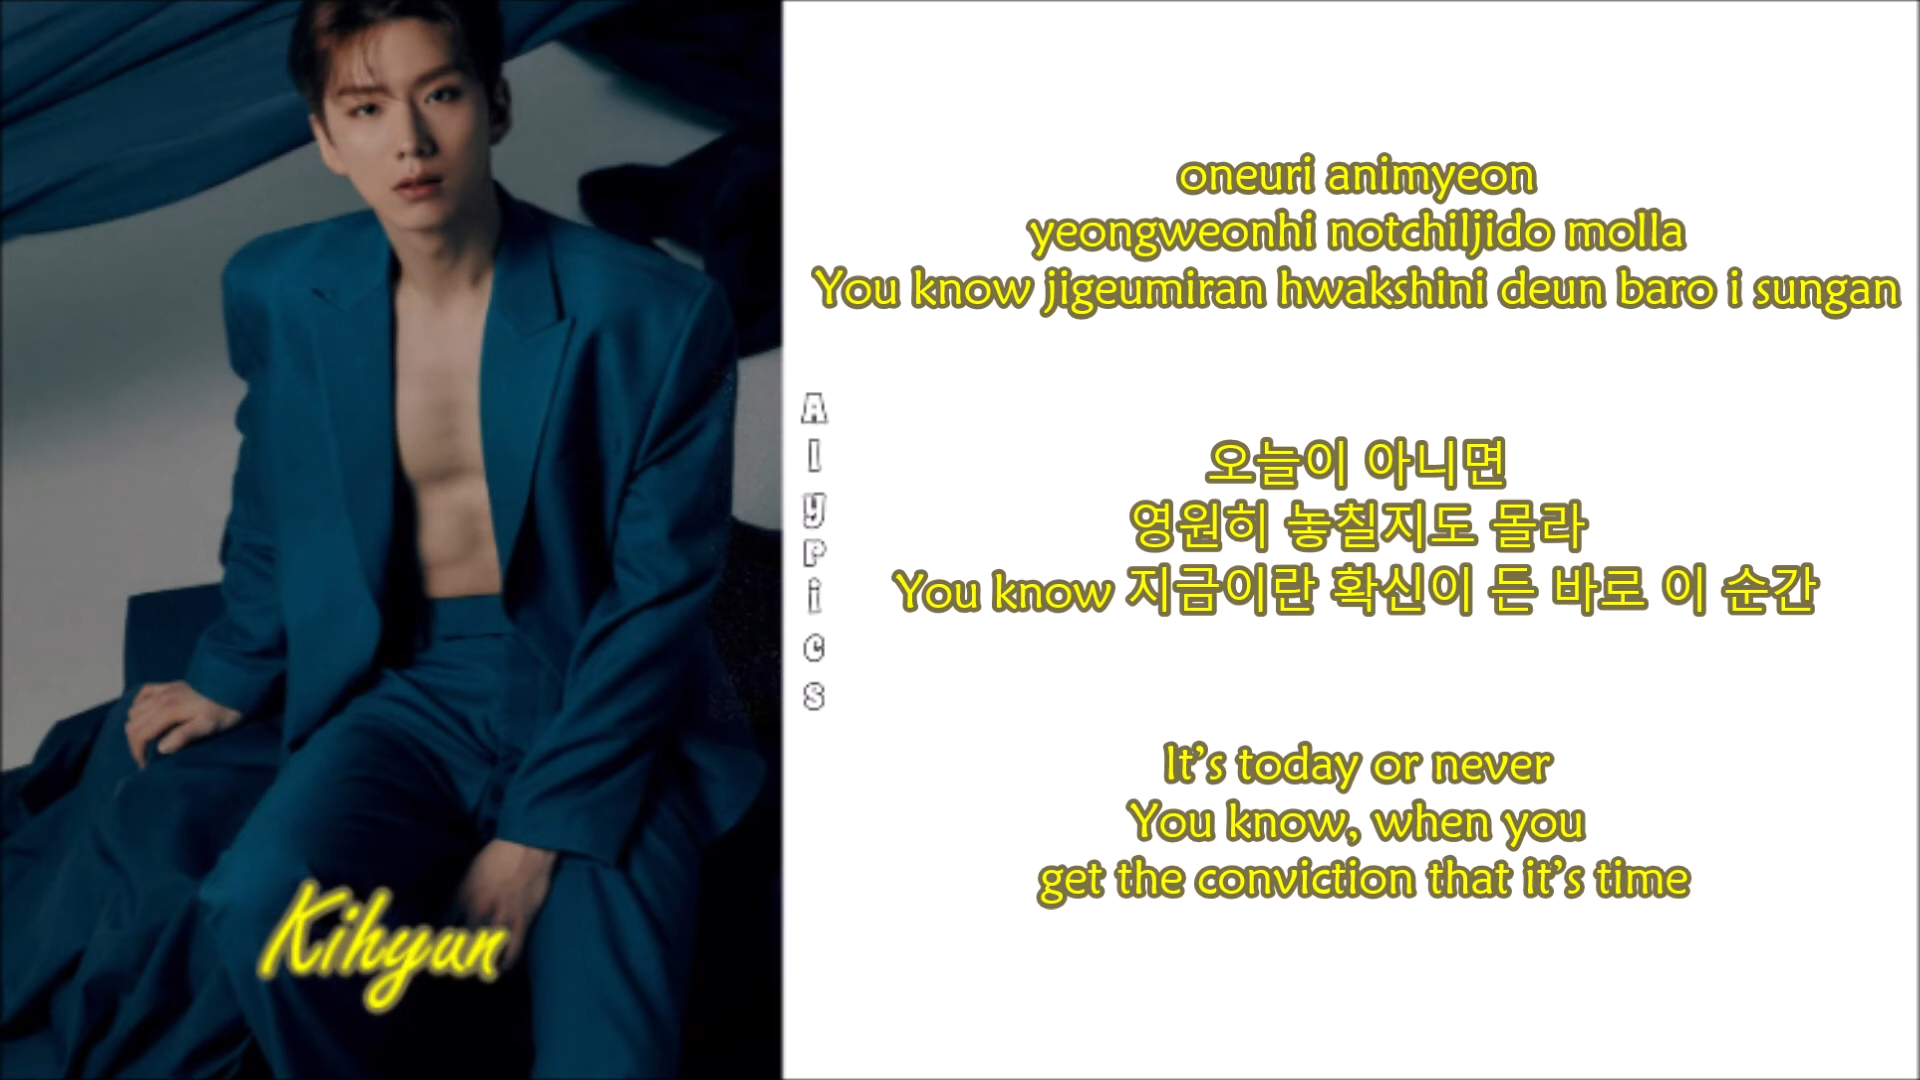 Kihyun
AlyPics
oneuri animyeon
yeongweonhi notchiljido molla
You know jigeumiran hwakshini deun baro i sungan
오늘이 아니면
영원히 놓칠지도 몰라
You know 지금이란 확신이 든 바로 이 순간
It's today or never
You know, when you
get the conviction that it's time